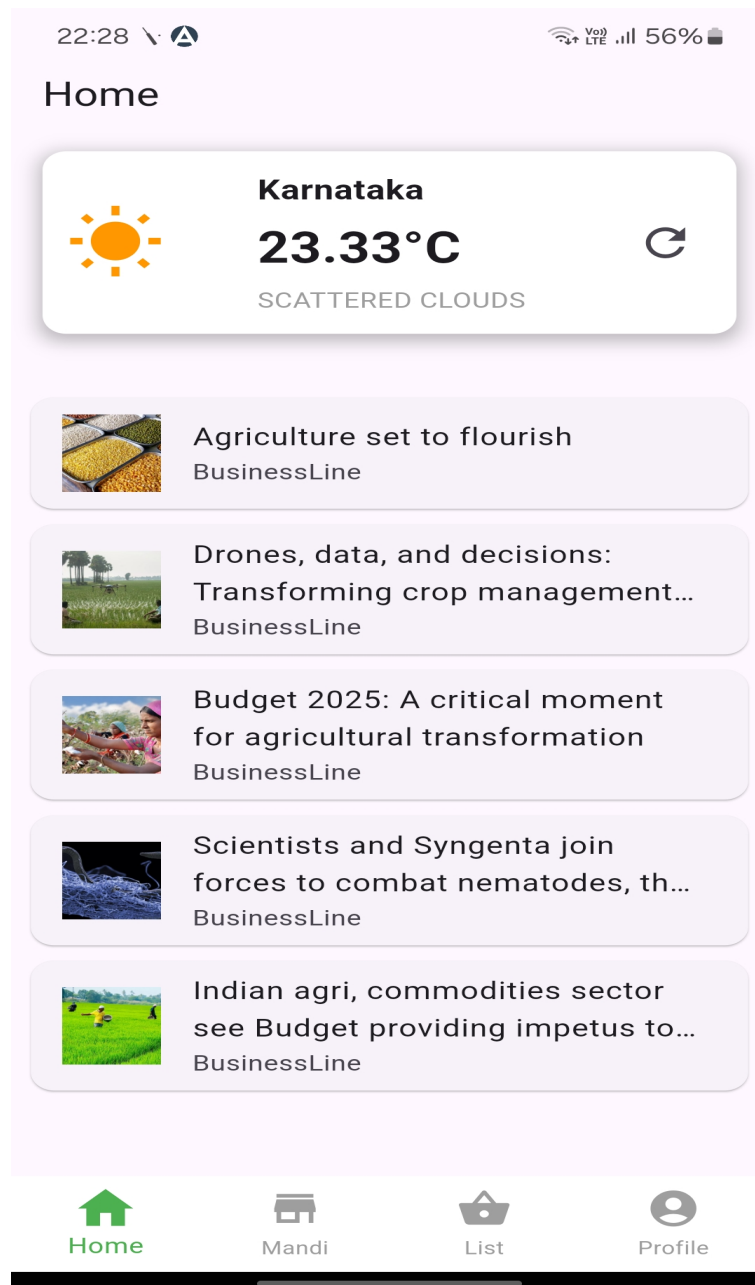 22:28 Vo)) LTE 56%
Home
Karnataka
23.33°C
SCATTERED CLOUDS
Agriculture set to flourish
BusinessLine
Drones, data, and decisions:
Transforming crop management...
BusinessLine
Budget 2025: A critical moment
for agricultural transformation
BusinessLine
Scientists and Syngenta join
forces to combat nematodes, th...
BusinessLine
Indian agri, commodities sector
see Budget providing impetus to...
BusinessLine
Home Mandi List Profile